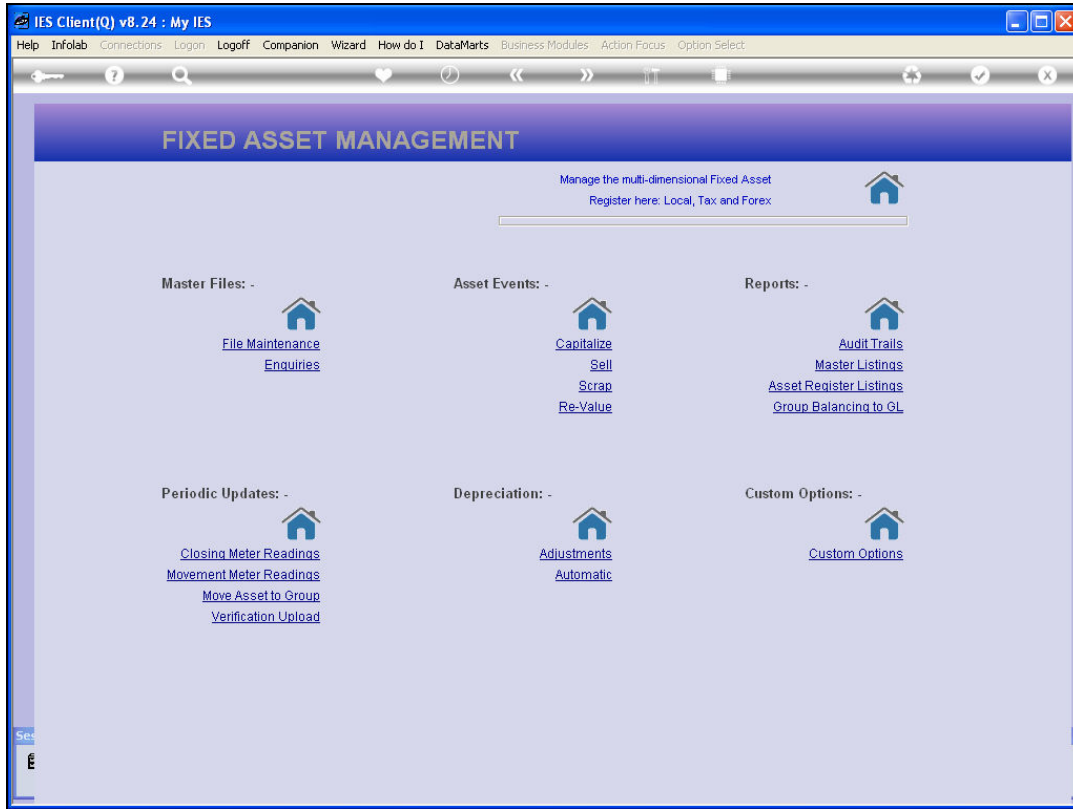 IES Client(Q) v8.24 : My IES
Help Infolab Connections Logon Logoff Companion Wizard How do I DataMarts Business Modules Action Focus Option Select
FIXED ASSET MANAGEMENT
Manage the multi-dimensional Fixed Asset
Register here: Local, Tax and Forex
Master Files: -
File Maintenance
Enquiries
Asset Events: -
Capitalize
Sell
Scrap
Re-Value
Reports: -
Audit Trails
Master Listings
Asset Register Listings
Group Balancing to GL
Periodic Updates: -
Closing Meter Readings
Movement Meter Readings
Move Asset to Group
Verification Upload
Depreciation: -
Adjustments
Automatic
Custom Options: -
Custom Options
Ses